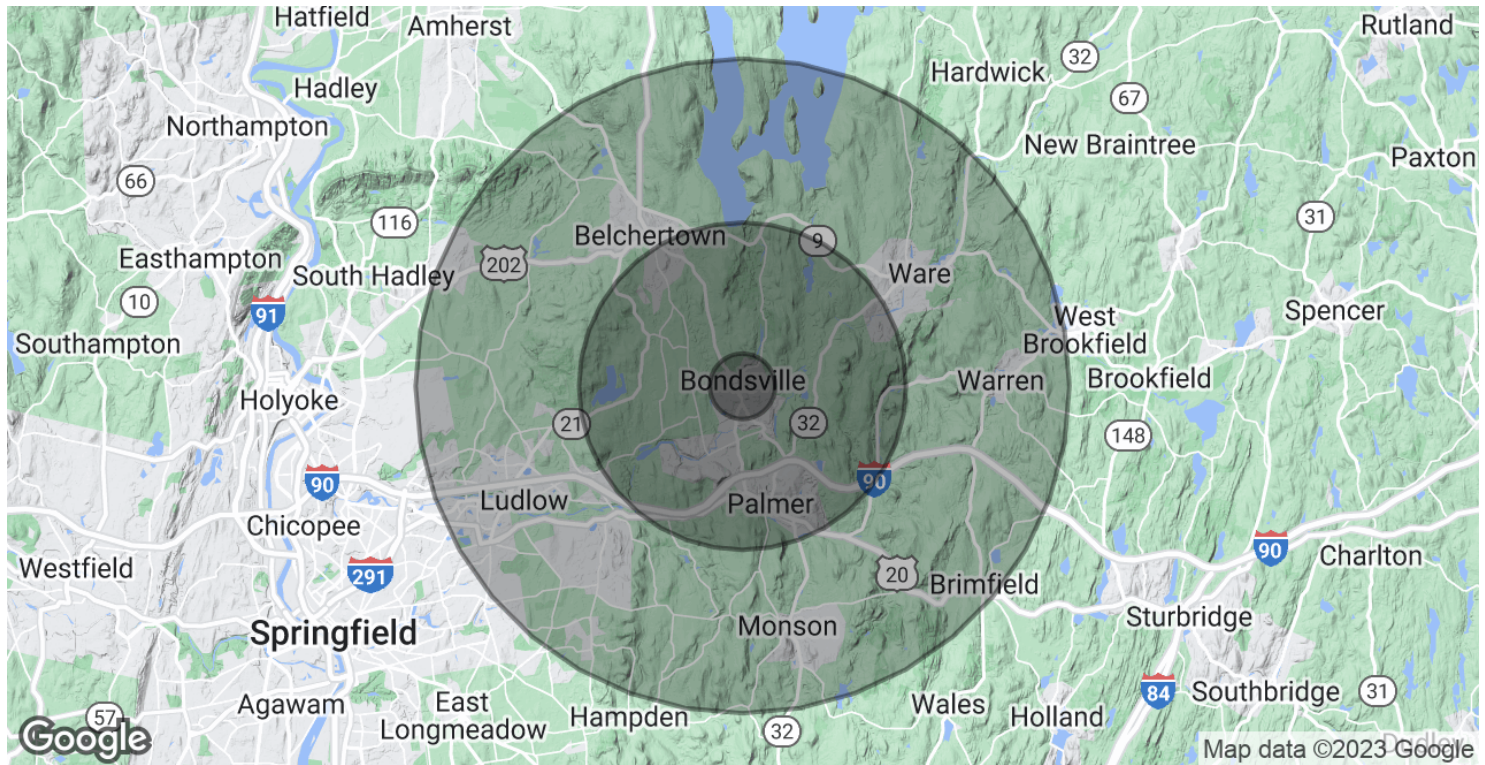 Hatfield
Amherst
Rutland
32
Hadley
Hardwick
67
Northampton
New Braintree
Paxton
66
116
31
Belchertown
9
Easthampton
202
South Hadley
Ware
10
91
Spencer
West
Brookfield
Southampton
Bondsville
Warren
Brookfield
Holyoke
21
32
148
90
90
Ludlow
Palmer
Chicopee
90
Charlton
Westfield
291
20
Brimfield
Sturbridge
Springfield
Monson
84
Southbridge
31
Agawam
East
Longmeadow
Hampden
Wales
Holland
57
32
Google
Dudley
Map data ©2023 Google